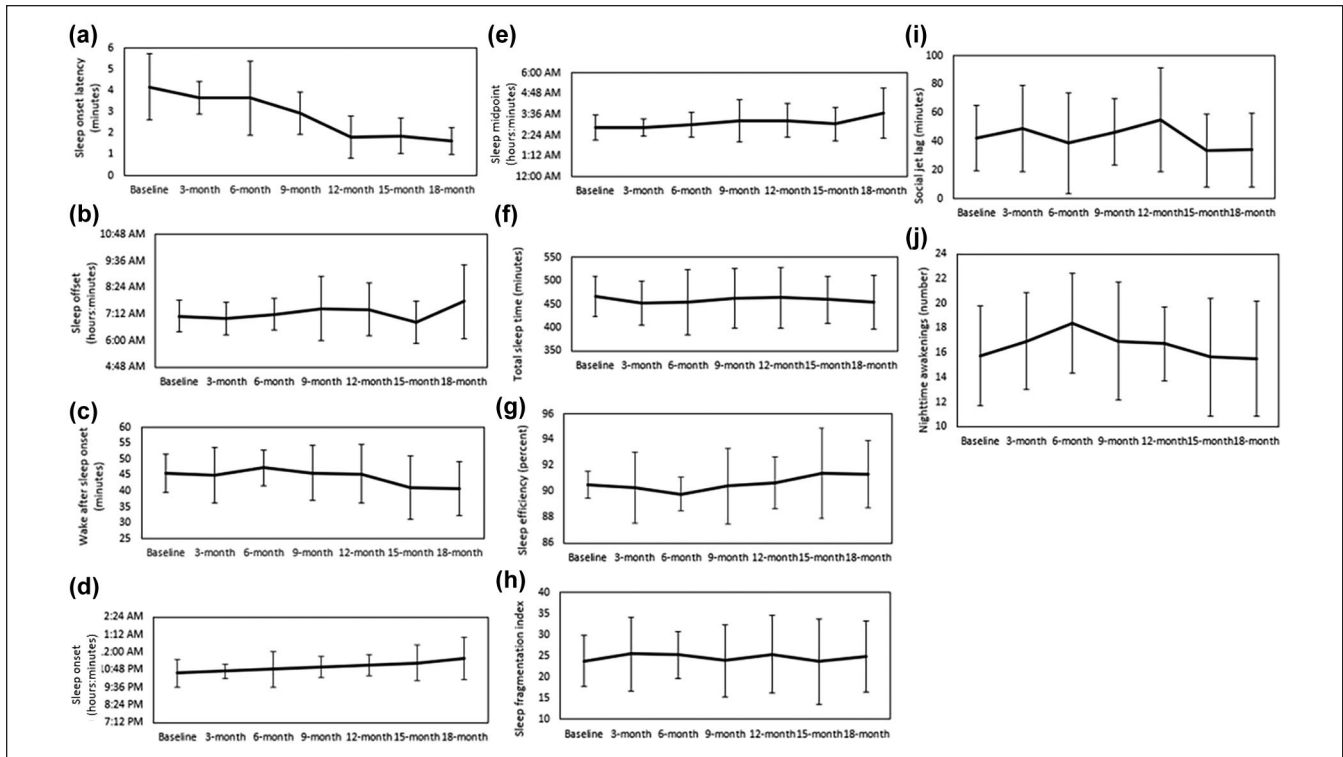 (a)
Sleep onset latency
(minutes)
6
5
4
3
2
1
0
Baseline 3-month 6-month 9-month 12-month 15-month 18-month
(b)
Sleep offset
(hours:minutes)
10:48 AM
9:36 AM
8:24 AM
7:12 AM
6:00 AM
4:48 AM
Baseline 3-month 6-month 9-month 12-month 15-month 18-month
(c)
Wake after sleep onset
(minutes)
60
55
50
45
40
35
30
25
Baseline 3-month 6-month 9-month 12-month 15-month 18-month
(d)
Sleep onset
(hours:minutes)
2:24 AM
1:12 AM
2:00 AM
10:48 PM
9:36 PM
8:24 PM
7:12 PM
Baseline 3-month 6-month 9-month 12-month 15-month 18-month
(e)
Sleep midpoint
(hours:minutes)
6:00 AM
4:48 AM
3:36 AM
2:24 AM
1:12 AM
12:00 AM
Baseline 3-month 6-month 9-month 12-month 15-month 18-month
(f)
Total sleep time (minutes)
550
500
450
400
350
Baseline 3-month 6-month 9-month 12-month 15-month 18-month
(g)
Sleep efficiency (percent)
96
94
92
90
88
86
Baseline 3-month 6-month 9-month 12-month 15-month 18-month
(h)
Sleep fragmentation index
40
35
30
25
20
15
10
Baseline 3-month 6-month 9-month 12-month 15-month 18-month
(i)
Social jet lag (minutes)
100
80
60
40
20
0
Baseline 3-month 6-month 9-month 12-month 15-month 18-month
(j)
Nighttime awakenings (number)
24
22
20
18
16
14
12
10
Baseline 3-month 6-month 9-month 12-month 15-month 18-month